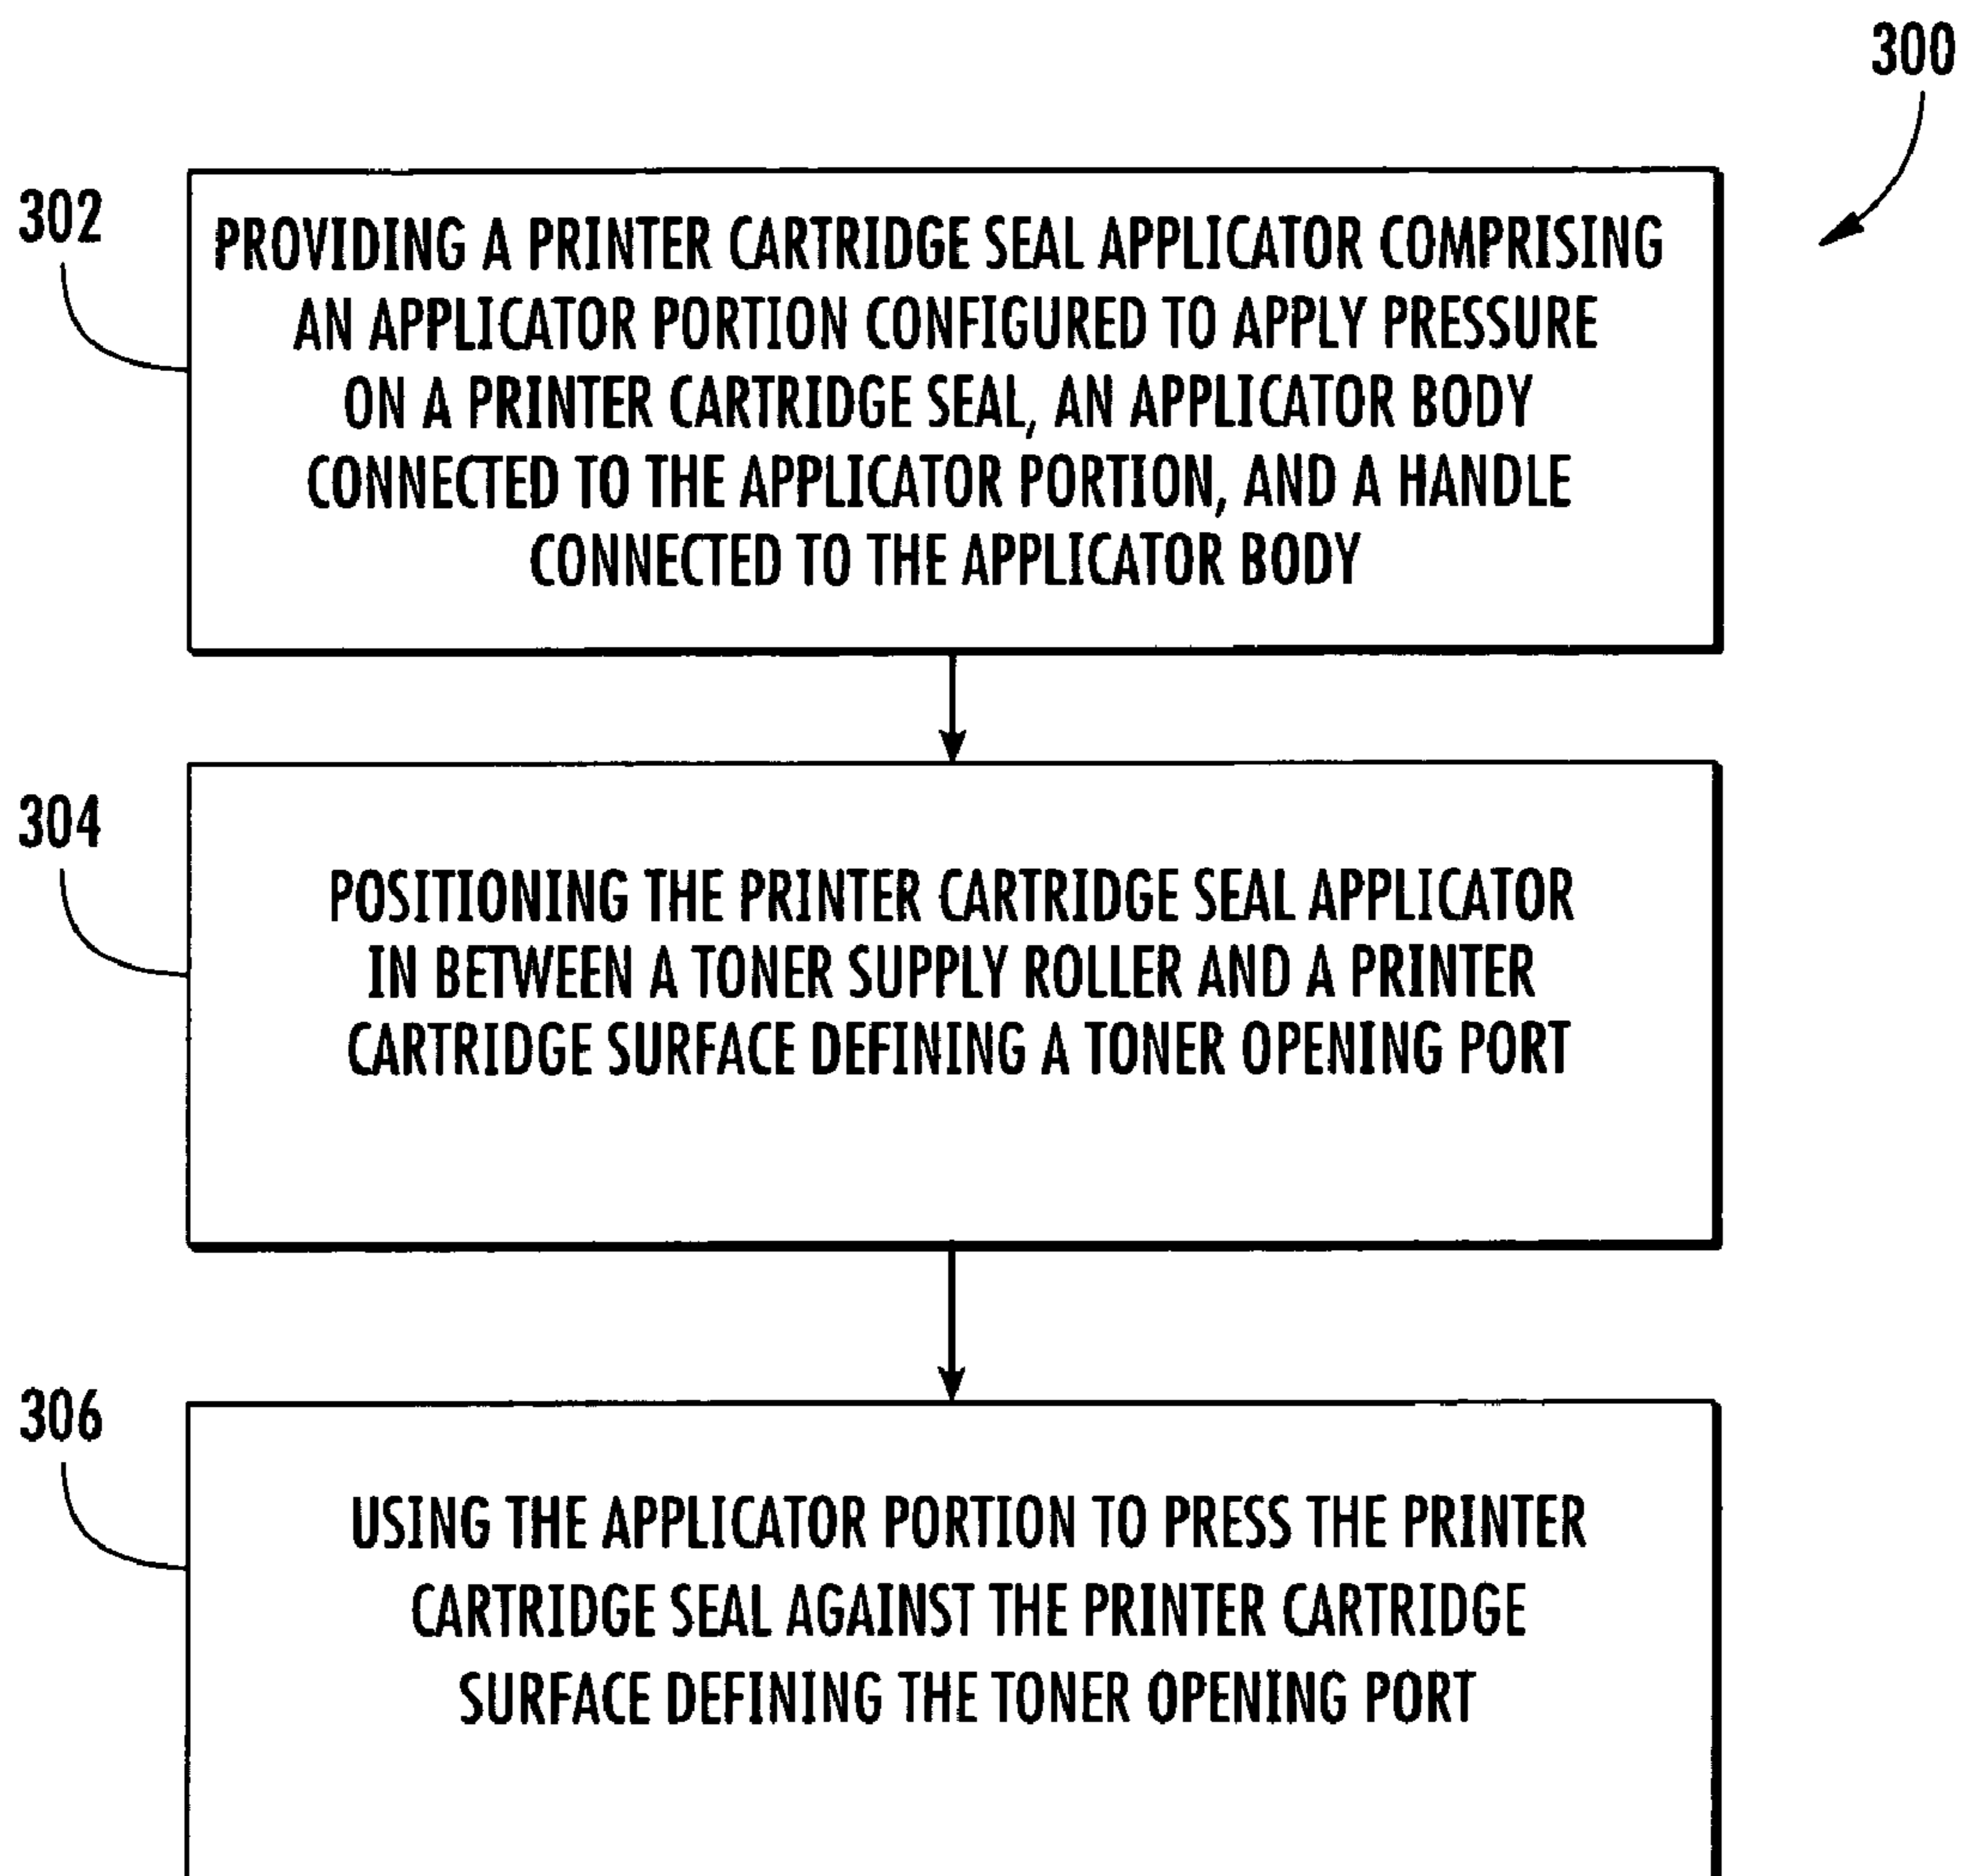 300
302
PROVIDING A PRINTER CARTRIDGE SEAL APPLICATOR COMPRISING
AN APPLICATOR PORTION CONFIGURED TO APPLY PRESSURE
ON A PRINTER CARTRIDGE SEAL, AN APPLICATOR BODY
CONNECTED TO THE APPLICATOR PORTION, AND A HANDLE
CONNECTED TO THE APPLICATOR BODY
304
POSITIONING THE PRINTER CARTRIDGE SEAL APPLICATOR
IN BETWEEN A TONER SUPPLY ROLLER AND A PRINTER
CARTRIDGE SURFACE DEFINING A TONER OPENING PORT
306
USING THE APPLICATOR PORTION TO PRESS THE PRINTER
CARTRIDGE SEAL AGAINST THE PRINTER CARTRIDGE
SURFACE DEFINING THE TONER OPENING PORT